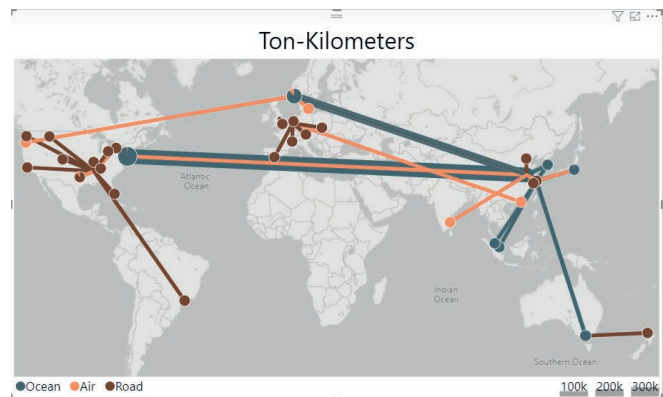 Ton-Kilometers
Atlantic
Ocean
Indian
Ocean
Southern Ocean
Ocean Air Road
100k 200k 300k